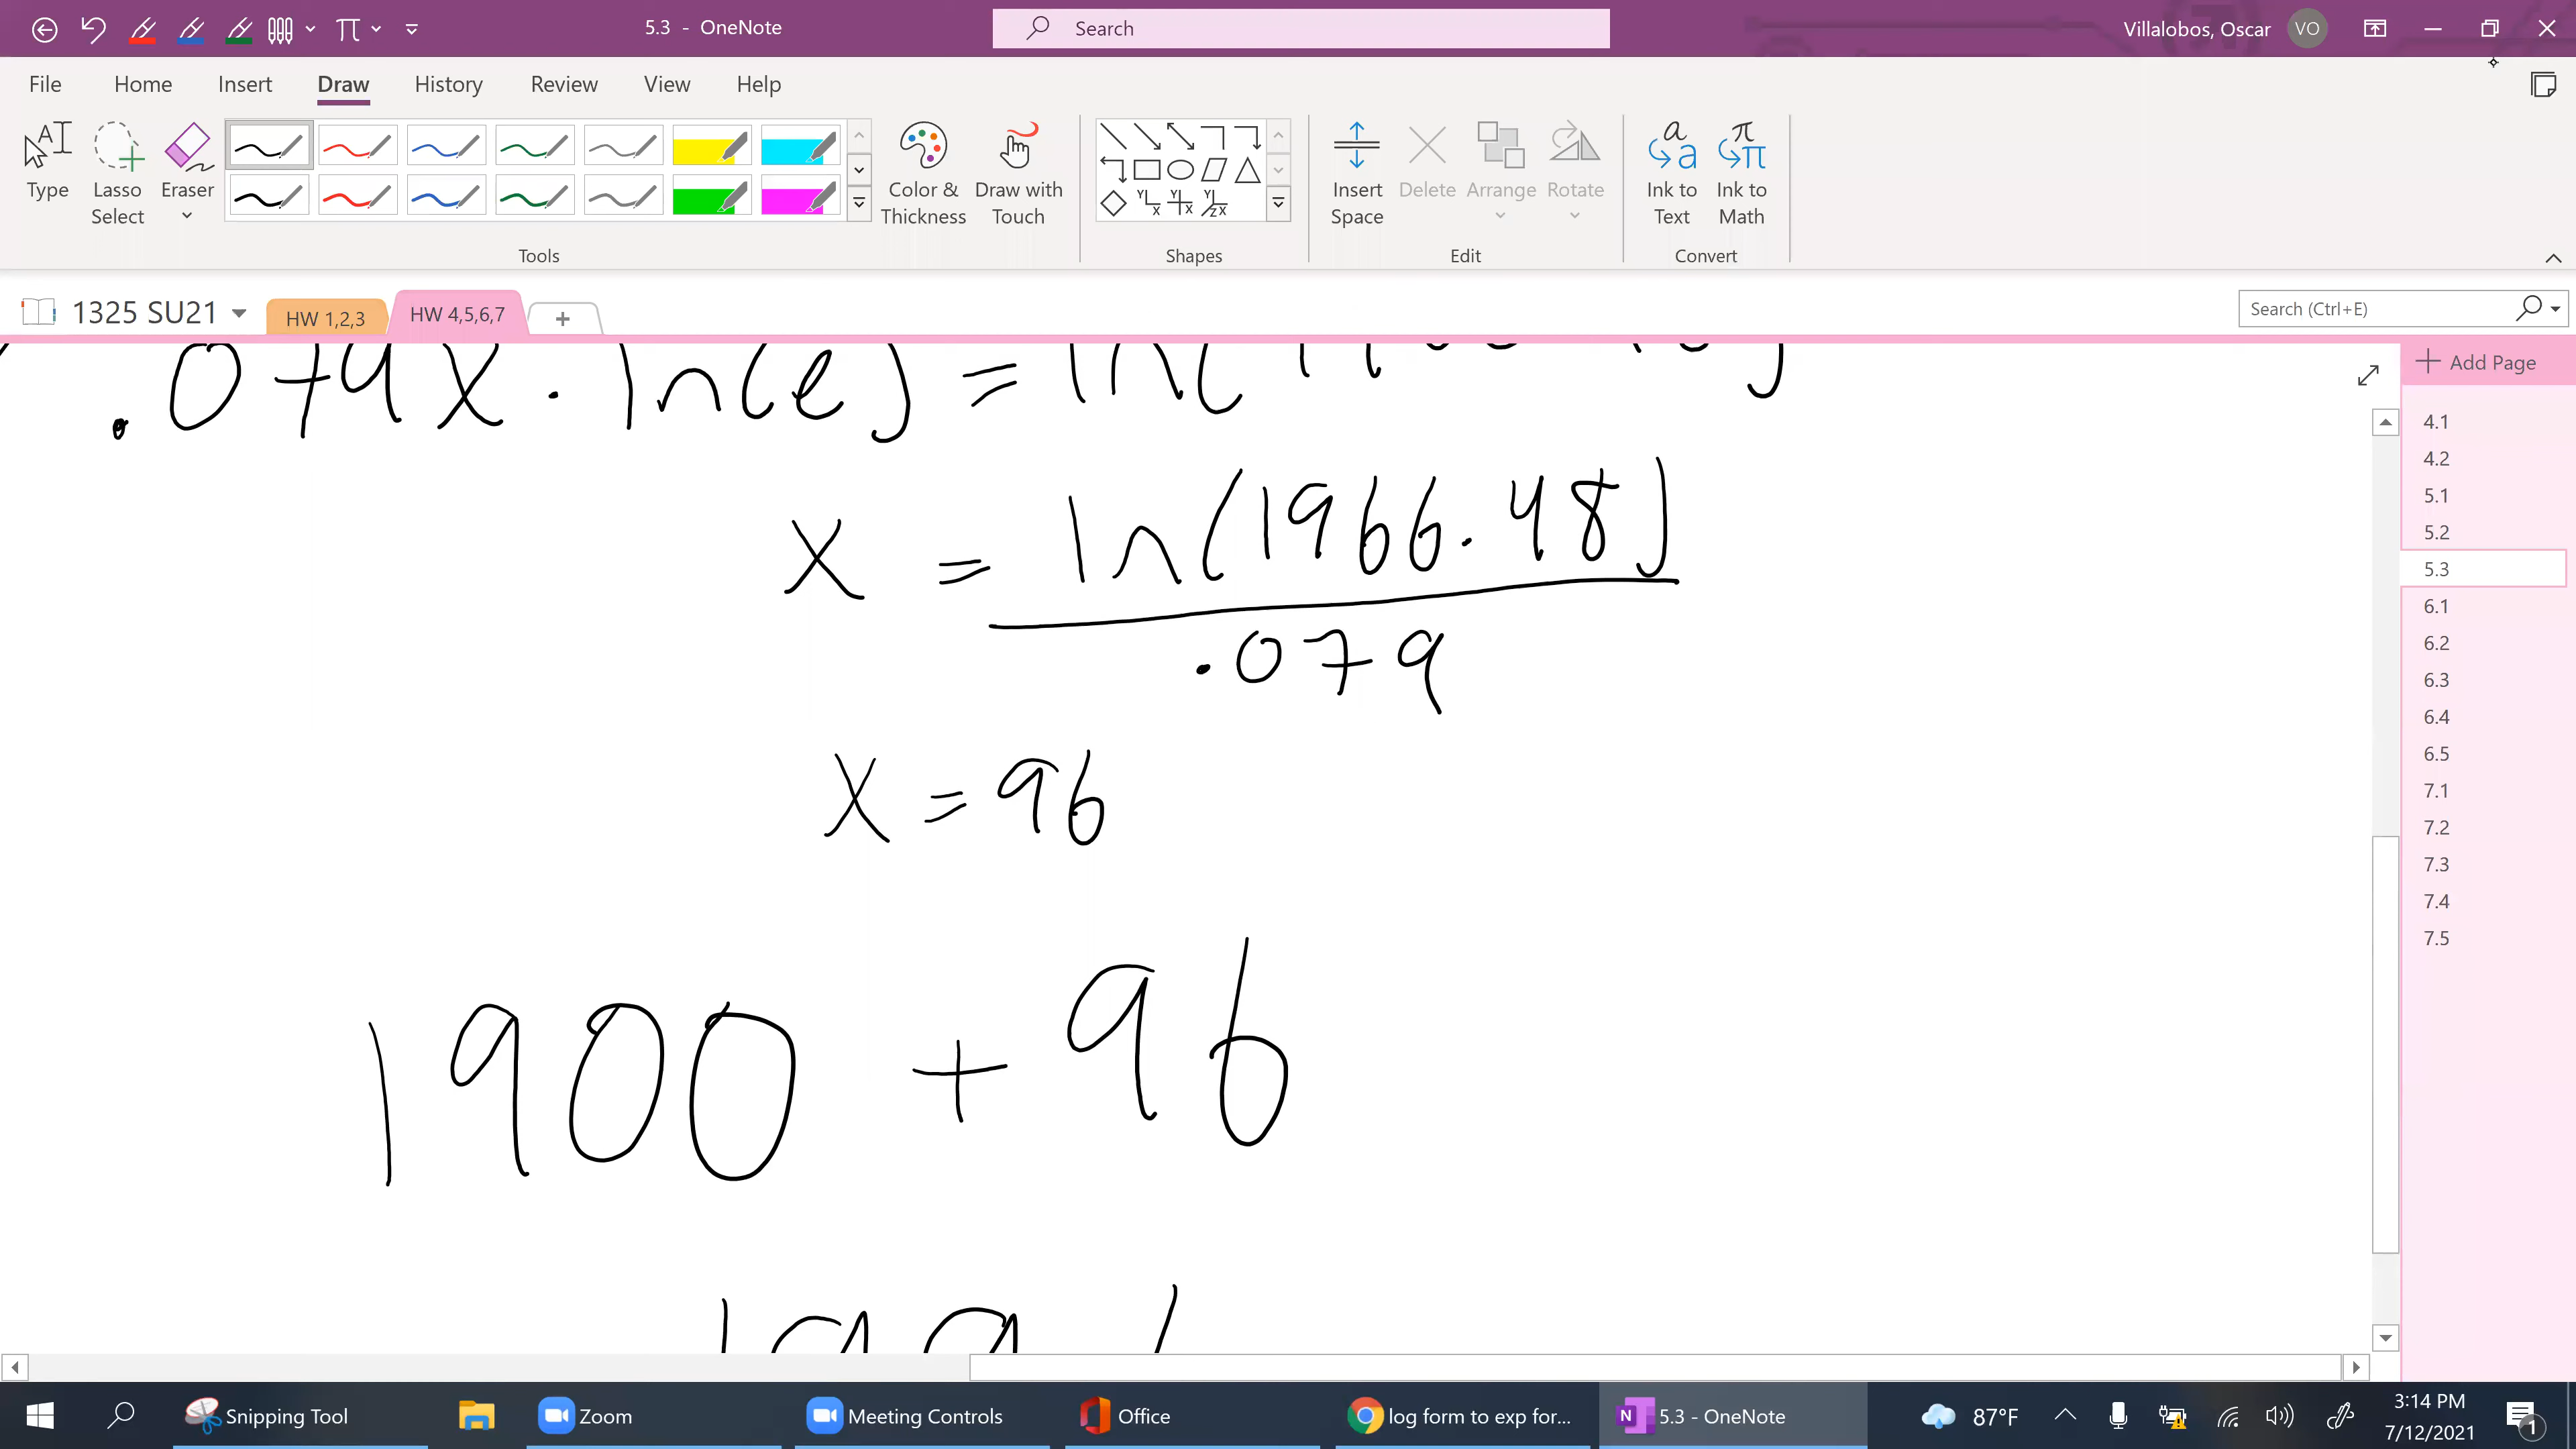 5.3 - OneNote
Search
Villalobos, Oscar
VO
File Home Insert Draw History Review View Help
Type
Lasso Select
Eraser
Color & Thickness
Draw with Touch
Insert Space
Delete
Arrange
Rotate
Ink to Text
Ink to Math
Tools
Shapes
Edit
Convert
1325 SU21
HW 1,2,3
HW 4,5,6,7
Search (Ctrl+E)
Add Page
.079x · ln(e) = ln(
x = ln(1966.48)
.079
x = 96
1900 + 96
4.1
4.2
5.1
5.2
5.3
6.1
6.2
6.3
6.4
6.5
7.1
7.2
7.3
7.4
7.5
Snipping Tool
Zoom
Meeting Controls
Office
log form to exp for...
5.3 - OneNote
87°F
3:14 PM
7/12/2021
1